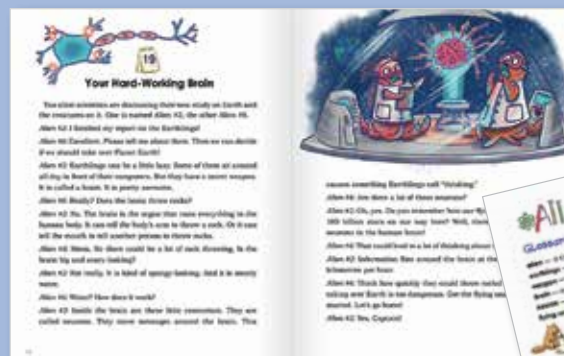 19
Your Hard-Working Brain
Two alien scientists are discussing their new study on Earth and
the creatures on it. One is named Alien #2, the other Alien #6.
Alien #2: I finished my report on the Earthlings!
Alien #6: Excellent. Please tell me about them. Then we can decide
if we should take over Planet Earth!
Alien #2: Earthlings can be a little lazy. Some of them sit around
all day in front of their computers. But they have a secret weapon.
It is called a brain. It is pretty awesome.
Alien #6: Really? Does the brain throw rocks?
Alien #2: No. The brain is the organ that runs everything in the
human body. It can tell the body's arm to throw a rock. Or it can
tell the mouth to tell another person to throw rocks.
Alien #6: Hmm. So there could be a lot of rock throwing. Is the
brain big and scary-looking?
Alien #2: Not really. It is kind of spongy-looking. And it is mostly
water.
Alien #6: Water? How does it work?
Alien #2: Inside the brain are these little
They are
called neurons. They move messages around the brain. This
causes something Earthlings call "thinking."
Alien #6: Are there a lot of these neurons?
Alien #2: Oh, yes. Do you remember how our
100 billion stars on our way here? Well,
neurons in the human brain!
Alien #6: That could lead to a lot of thinking about
Alien #2: Information flies around the brain at
kilometres per hour.
Alien #6: Think how quickly they could throw rocks!
taking over Earth is too dangerous. Get the flying
started. Let's go home!
Alien #2: Yes, Captain!
Glossary
alien
earthlings
weapon
brain